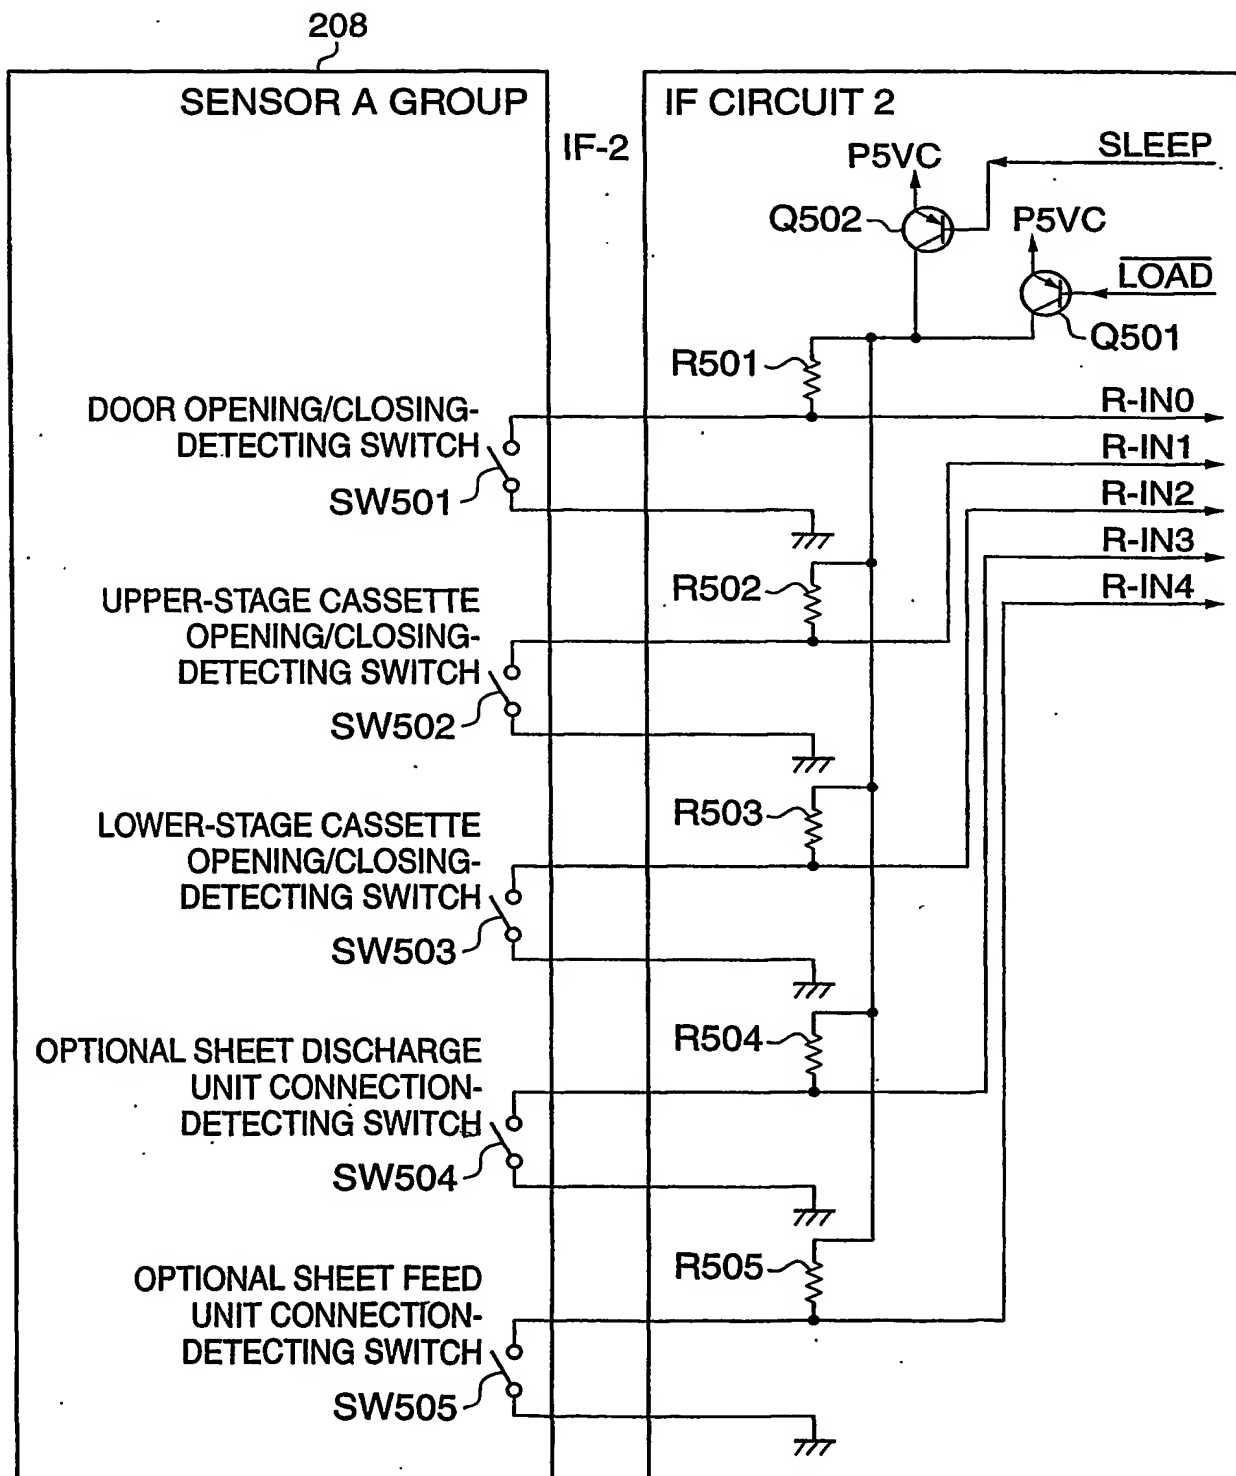 208
SENSOR A GROUP
IF-2
IF CIRCUIT 2
P5VC
SLEEP
Q502
P5VC
LOAD
Q501
R501
DOOR OPENING/CLOSING-
DETECTING SWITCH
SW501
R-IN0
R-IN1
R-IN2
R-IN3
R-IN4
R502
UPPER-STAGE CASSETTE
OPENING/CLOSING-
DETECTING SWITCH
SW502
R503
LOWER-STAGE CASSETTE
OPENING/CLOSING-
DETECTING SWITCH
SW503
R504
OPTIONAL SHEET DISCHARGE
UNIT CONNECTION-
DETECTING SWITCH
SW504
R505
OPTIONAL SHEET FEED
UNIT CONNECTION-
DETECTING SWITCH
SW505